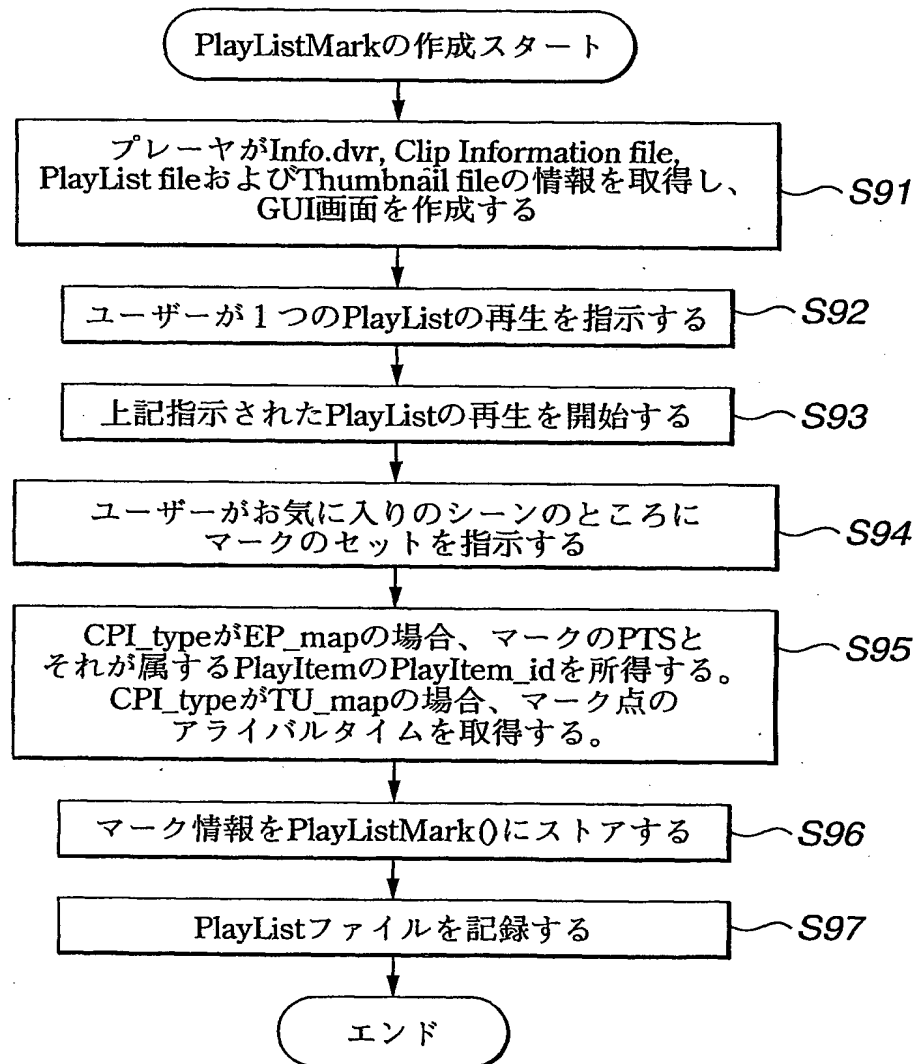 PlayListMarkの作成スタート
プレーヤがInfo.dvr, Clip Information file,
PlayList fileおよびThumbnail fileの情報を取得し、
GUI画面を作成する
S91
ユーザーが1つのPlayListの再生を指示する
S92
上記指示されたPlayListの再生を開始する
S93
ユーザーがお気に入りのシーンのところに
マークのセットを指示する
S94
CPI_typeがEP_mapの場合、マークのPTSと
それが属するPlayItemのPlayItem_idを所得する。
CPI_typeがTU_mapの場合、マーク点の
アライバルタイムを取得する。
S95
マーク情報をPlayListMark()にストアする
S96
PlayListファイルを記録する
S97
エンド